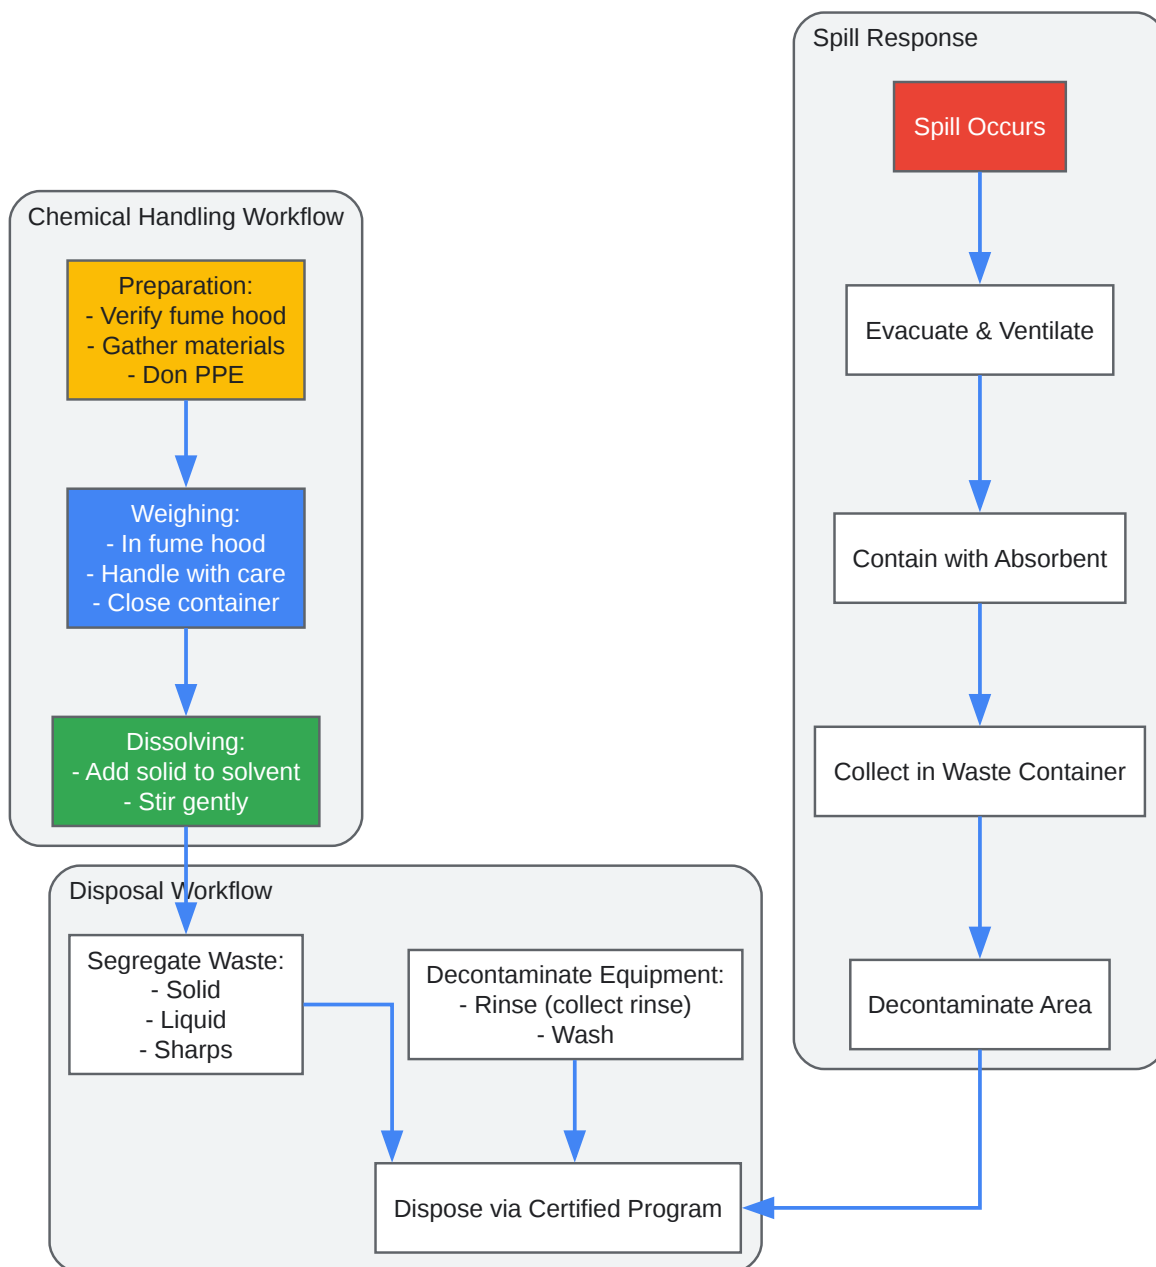 Spill Response
Spill Occurs
Evacuate & Ventilate
Contain with Absorbent
Collect in Waste Container
Decontaminate Area
Chemical Handling Workflow
Preparation:
- Verify fume hood
- Gather materials
- Don PPE
Weighing:
- In fume hood
- Handle with care
- Close container
Dissolving:
- Add solid to solvent
- Stir gently
Disposal Workflow
Segregate Waste:
- Solid
- Liquid
- Sharps
Decontaminate Equipment:
- Rinse (collect rinse)
- Wash
Dispose via Certified Program